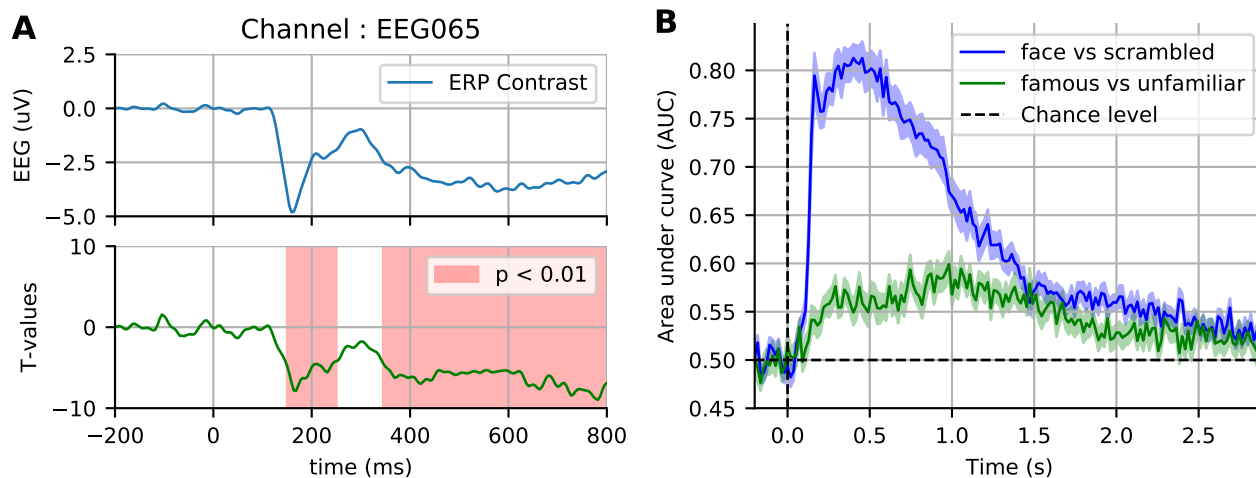 A
Channel : EEG065
2.5
0.0
−2.5
−5.0
EEG (uV)
ERP Contrast
10
0
−10
T-values
p < 0.01
−200
0
200
400
600
800
time (ms)
B
0.80
0.75
0.70
0.65
0.60
0.55
0.50
0.45
Area under curve (AUC)
face vs scrambled
famous vs unfamiliar
Chance level
0.0
0.5
1.0
1.5
2.0
2.5
Time (s)